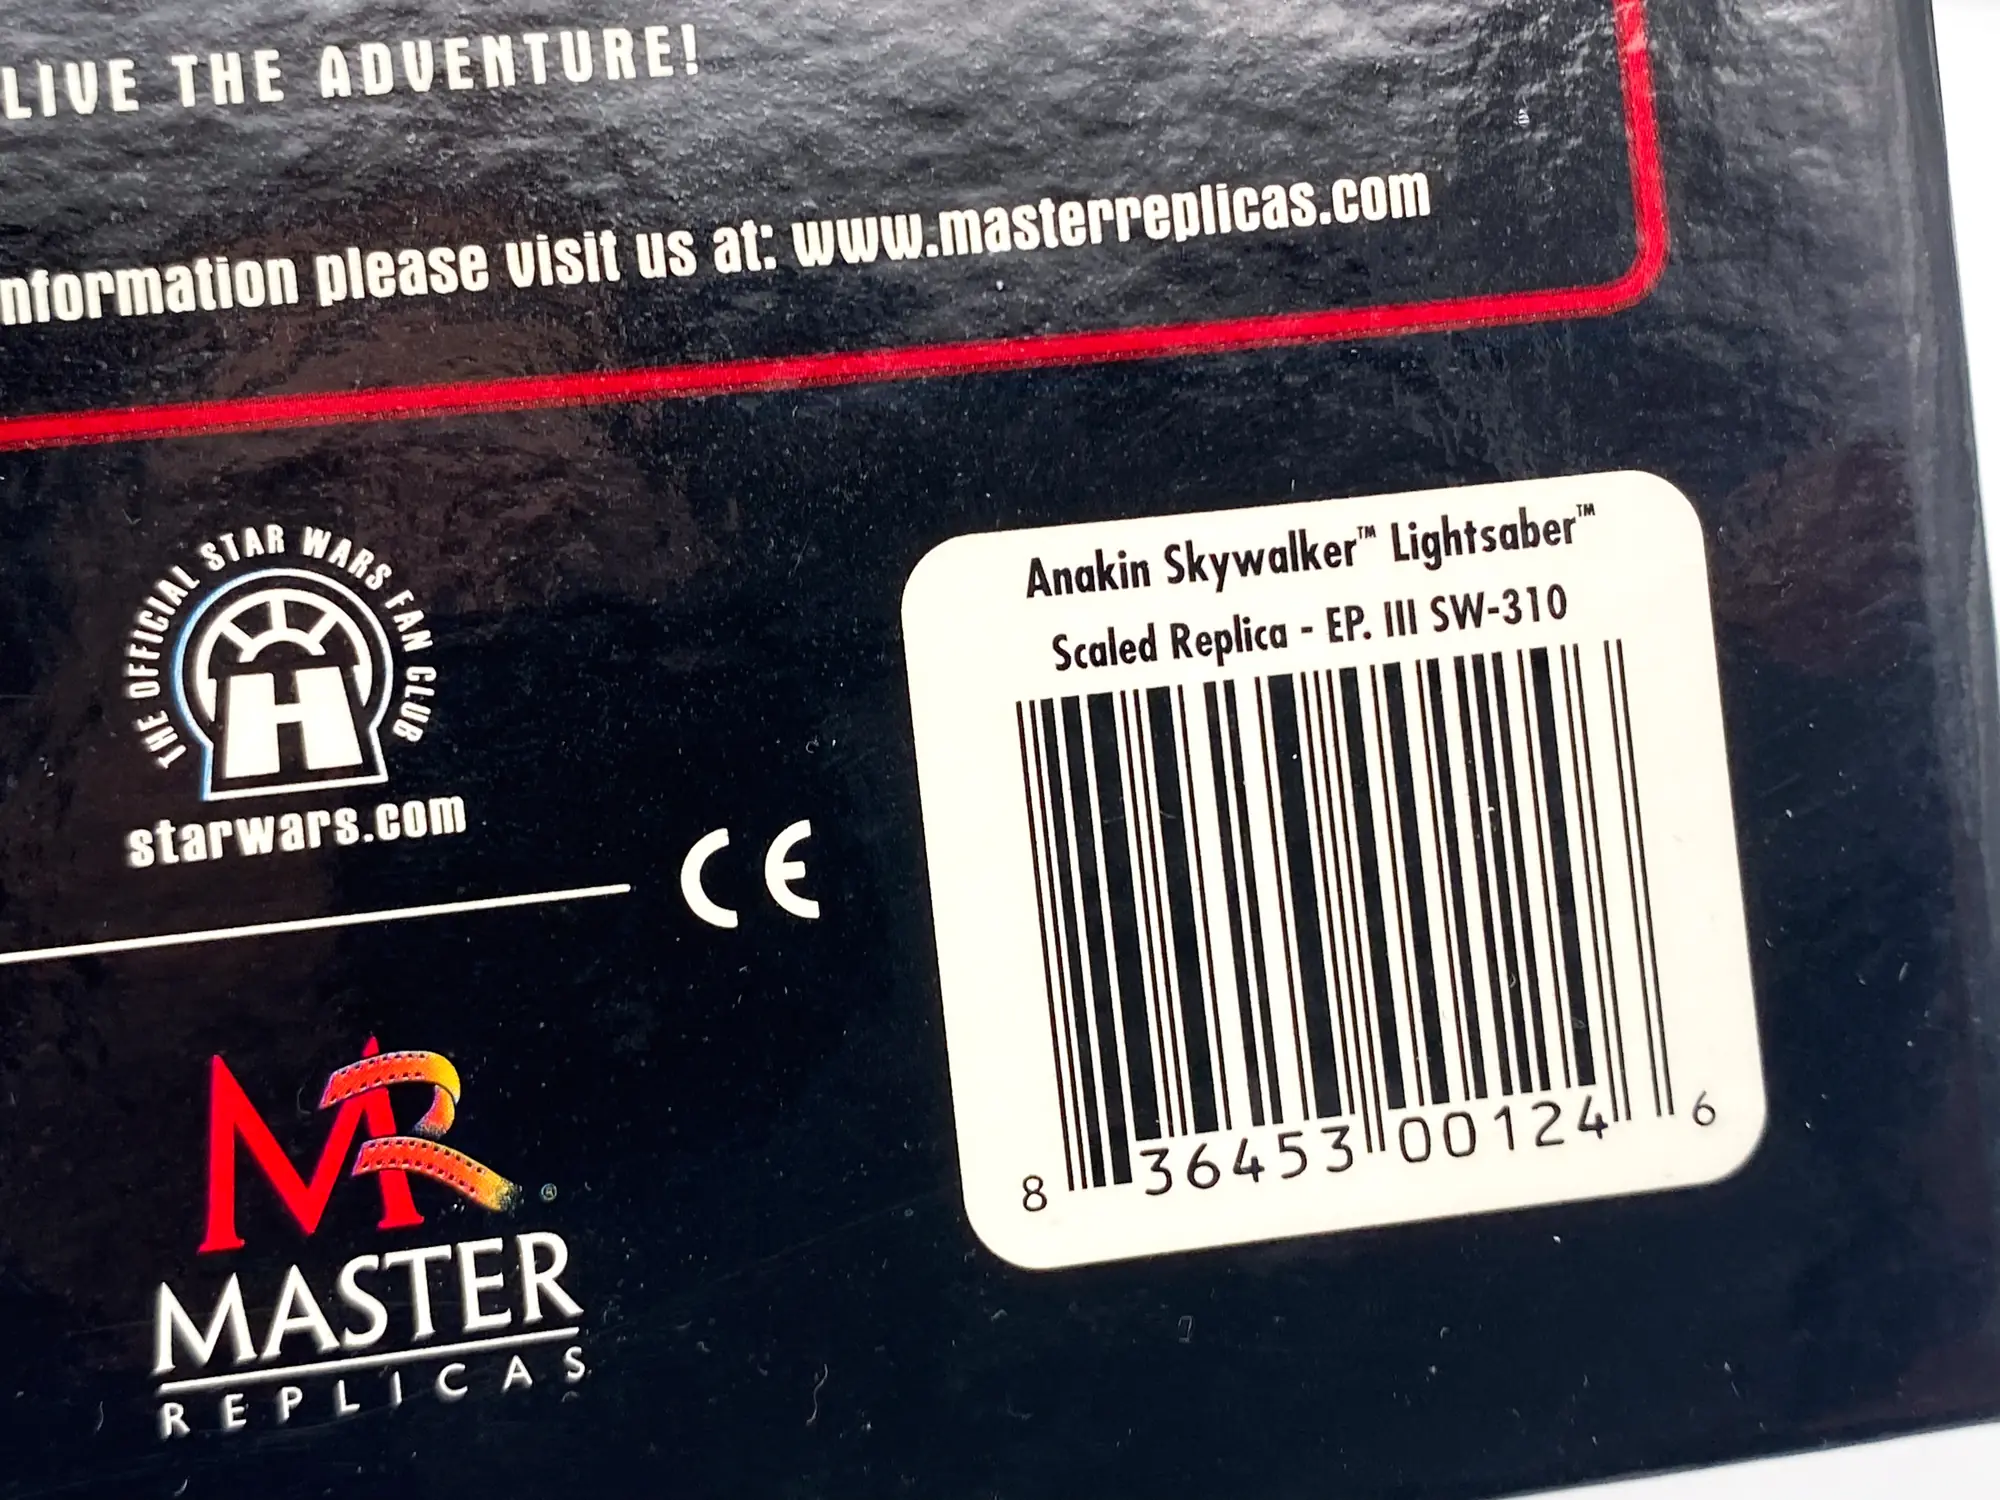 LIVE THE ADVENTURE!
nformation please visit us at: www.masterreplicas.com
THE OFFICIAL STAR WARS FAN CLUB
H
starwars.com
CE
Anakin Skywalker™ Lightsaber™
Scaled Replica - EP. III SW-310
8 36453 00124 6
MR®
MASTER
REPLICAS